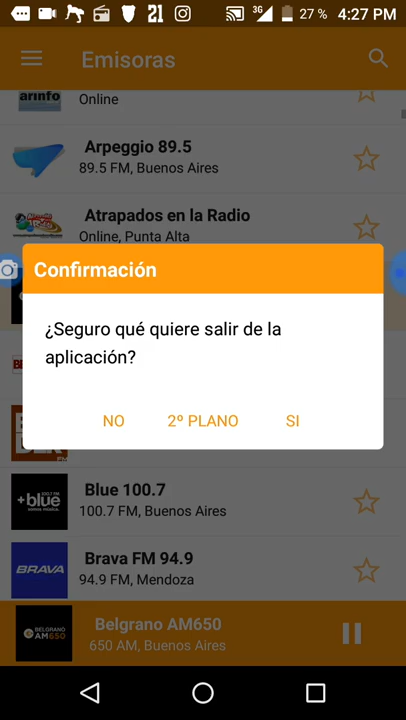 21 3G 27 % 4:27 PM
Emisoras
arinfo
Online
Arpeggio 89.5
89.5 FM, Buenos Aires
Atrapados en la Radio
Online, Punta Alta
Confirmación
¿Seguro qué quiere salir de la
aplicación?
NO 2º PLANO SI
FM
Blue 100.7
100.7 FM, Buenos Aires
+blue
Brava FM 94.9
94.9 FM, Mendoza
BRAVA
Belgrano AM650
650 AM, Buenos Aires
BELGRANO
AM650